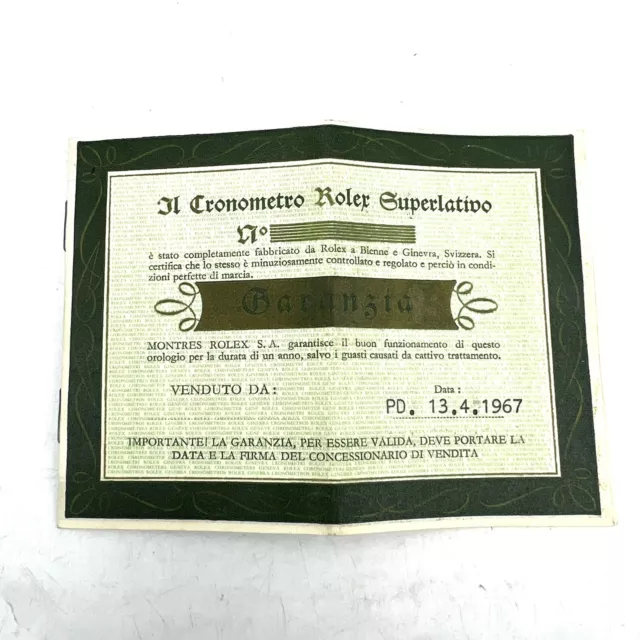 Il Cronometro Rolex Superlativo
Nº
è stato completamente fabbricato da Rolex a Bienne e Ginevra, Svizzera. Si
certifica che lo stesso è minuziosamente controllato e regolato e perciò in condi-
zioni perfette di marcia.
Garanzia
MONTRES ROLEX S. A. garantisce il buon funzionamento di questo
orologio per la durata di un anno, salvo i guasti causati da cattivo trattamento.
VENDUTO DA:
Data :
PD. 13.4.1967
IMPORTANTE! LA GARANZIA, PER ESSERE VALIDA, DEVE PORTARE LA
DATA E LA FIRMA DEL CONCESSIONARIO DI VENDITA